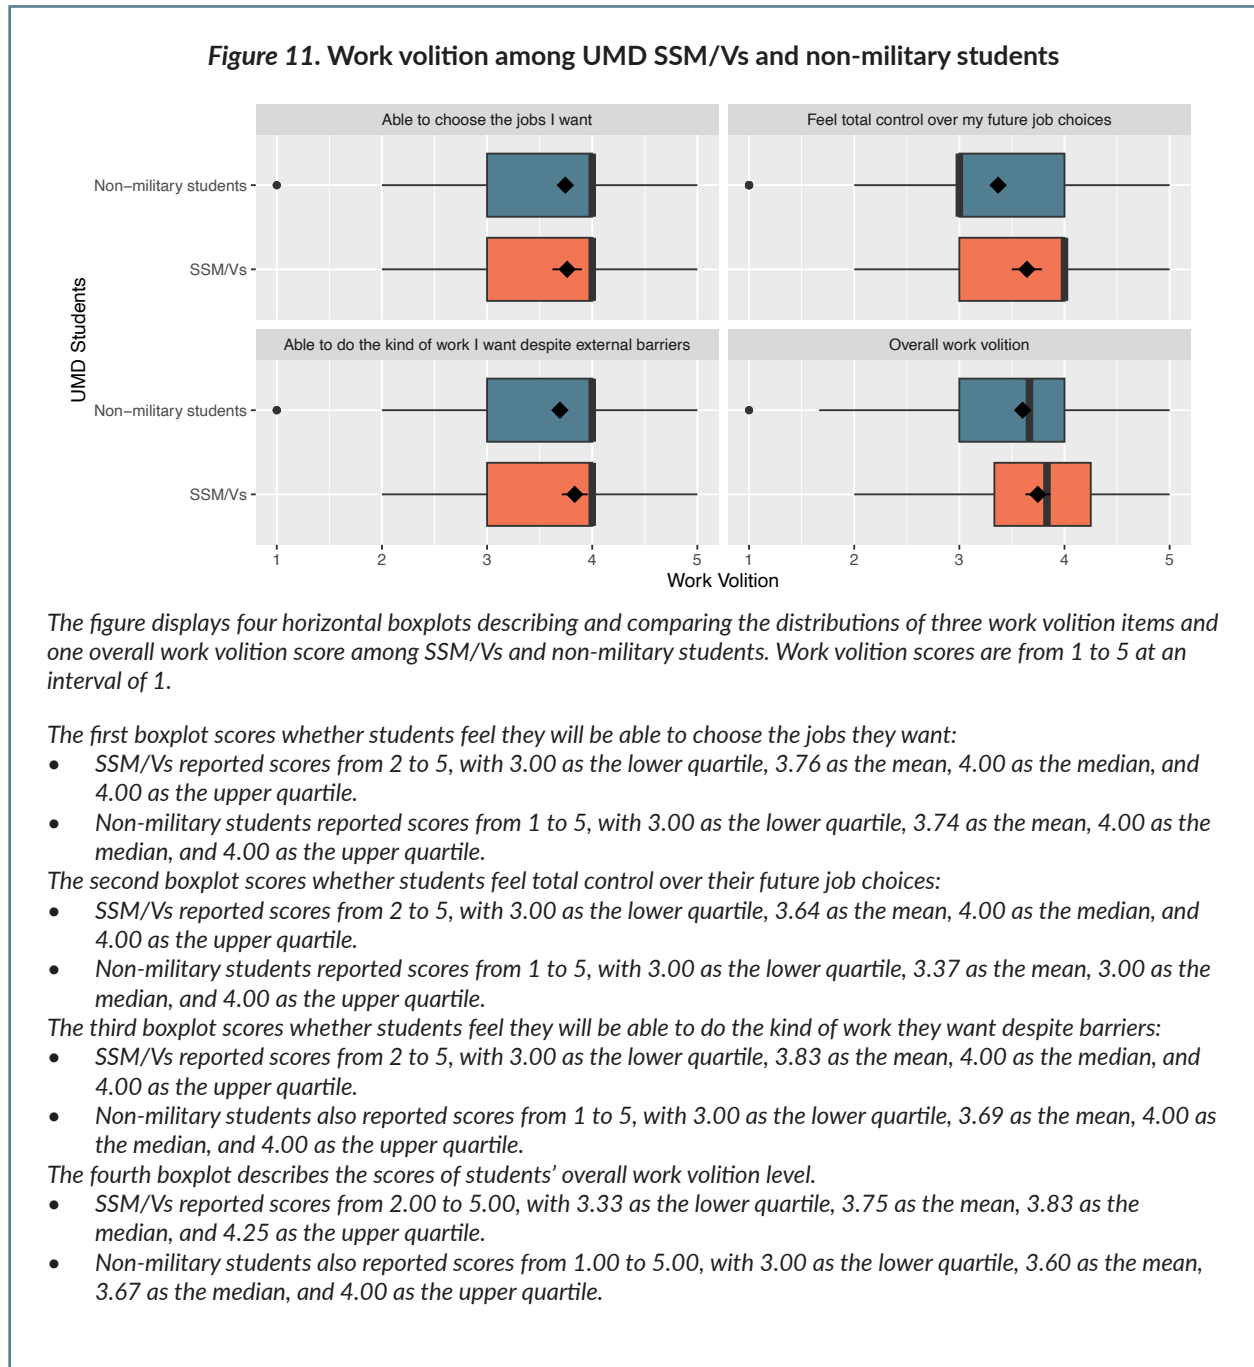 Figure 11. Work volition among UMD SSM/Vs and non-military students
Able to choose the jobs I want
Feel total control over my future job choices
Non−military students
SSM/Vs
UMD Students
Able to do the kind of work I want despite external barriers
Overall work volition
Non−military students
SSM/Vs
1 2 3 4 5 1 2 3 4 5
Work Volition
The figure displays four horizontal boxplots describing and comparing the distributions of three work volition items and
one overall work volition score among SSM/Vs and non-military students. Work volition scores are from 1 to 5 at an
interval of 1.
The first boxplot scores whether students feel they will be able to choose the jobs they want:
• SSM/Vs reported scores from 2 to 5, with 3.00 as the lower quartile, 3.76 as the mean, 4.00 as the median, and
4.00 as the upper quartile.
• Non-military students reported scores from 1 to 5, with 3.00 as the lower quartile, 3.74 as the mean, 4.00 as the
median, and 4.00 as the upper quartile.
The second boxplot scores whether students feel total control over their future job choices:
• SSM/Vs reported scores from 2 to 5, with 3.00 as the lower quartile, 3.64 as the mean, 4.00 as the median, and
4.00 as the upper quartile.
• Non-military students reported scores from 1 to 5, with 3.00 as the lower quartile, 3.37 as the mean, 3.00 as the
median, and 4.00 as the upper quartile.
The third boxplot scores whether students feel they will be able to do the kind of work they want despite barriers:
• SSM/Vs reported scores from 2 to 5, with 3.00 as the lower quartile, 3.83 as the mean, 4.00 as the median, and
4.00 as the upper quartile.
• Non-military students also reported scores from 1 to 5, with 3.00 as the lower quartile, 3.69 as the mean, 4.00 as
the median, and 4.00 as the upper quartile.
The fourth boxplot describes the scores of students’ overall work volition level.
• SSM/Vs reported scores from 2.00 to 5.00, with 3.33 as the lower quartile, 3.75 as the mean, 3.83 as the
median, and 4.25 as the upper quartile.
• Non-military students also reported scores from 1.00 to 5.00, with 3.00 as the lower quartile, 3.60 as the mean,
3.67 as the median, and 4.00 as the upper quartile.